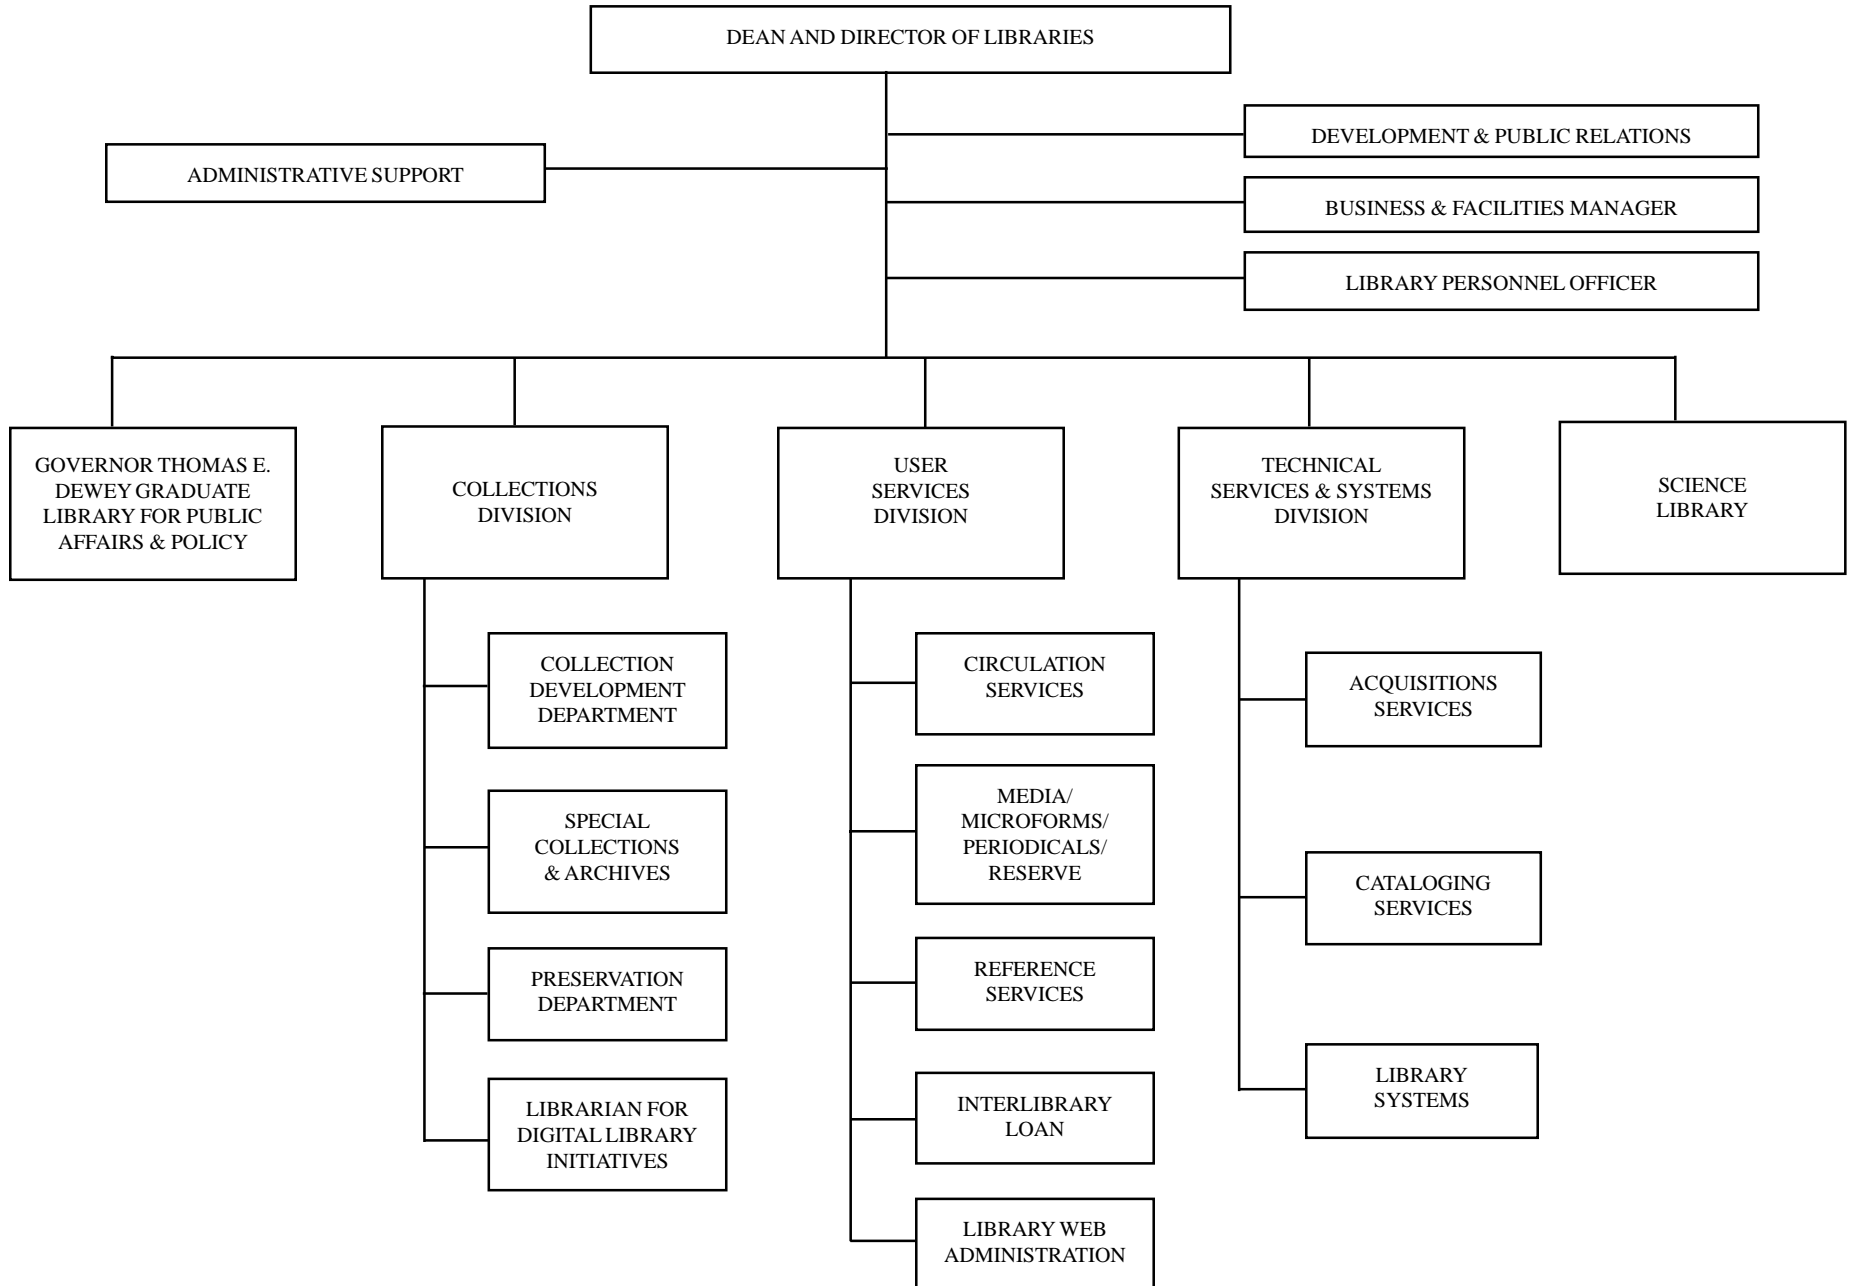 DEAN AND DIRECTOR OF LIBRARIES
DEVELOPMENT & PUBLIC RELATIONS
ADMINISTRATIVE SUPPORT
BUSINESS & FACILITIES MANAGER
LIBRARY PERSONNEL OFFICER
GOVERNOR THOMAS E.
DEWEY GRADUATE
LIBRARY FOR PUBLIC
AFFAIRS & POLICY
COLLECTIONS
DIVISION
USER
SERVICES
DIVISION
TECHNICAL
SERVICES & SYSTEMS
DIVISION
SCIENCE
LIBRARY
COLLECTION
DEVELOPMENT
DEPARTMENT
SPECIAL
COLLECTIONS
& ARCHIVES
PRESERVATION
DEPARTMENT
LIBRARIAN FOR
DIGITAL LIBRARY
INITIATIVES
CIRCULATION
SERVICES
MEDIA/
MICROFORMS/
PERIODICALS/
RESERVE
REFERENCE
SERVICES
INTERLIBRARY
LOAN
LIBRARY WEB
ADMINISTRATION
ACQUISITIONS
SERVICES
CATALOGING
SERVICES
LIBRARY
SYSTEMS